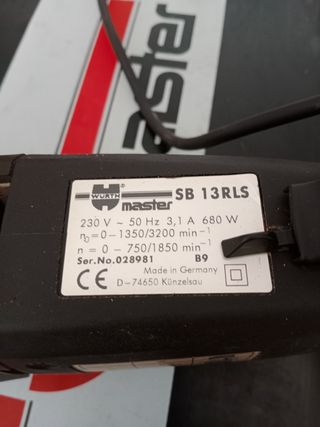 WÜRTH
master
SB 13RLS
230 V ~ 50 Hz 3,1 A 680 W
n₀=0–1350/3200 min⁻¹
n = 0–750/1850 min⁻¹
Ser.No.028981 B9
CE
Made in Germany
D–74650 Künzelsau
master